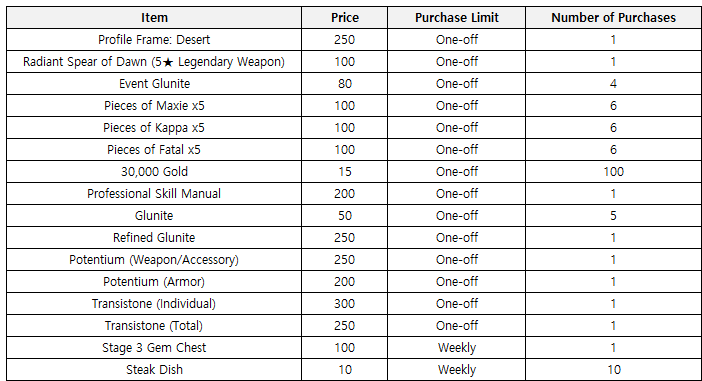 Item Price Purchase Limit Number of Purchases
Profile Frame: Desert 250 One-off 1
Radiant Spear of Dawn (5★ Legendary Weapon) 100 One-off 1
Event Glunite 80 One-off 4
Pieces of Maxie x5 100 One-off 6
Pieces of Kappa x5 100 One-off 6
Pieces of Fatal x5 100 One-off 6
30,000 Gold 15 One-off 100
Professional Skill Manual 200 One-off 1
Glunite 50 One-off 5
Refined Glunite 250 One-off 1
Potentium (Weapon/Accessory) 250 One-off 1
Potentium (Armor) 200 One-off 1
Transistone (Individual) 300 One-off 1
Transistone (Total) 250 One-off 1
Stage 3 Gem Chest 100 Weekly 1
Steak Dish 10 Weekly 10